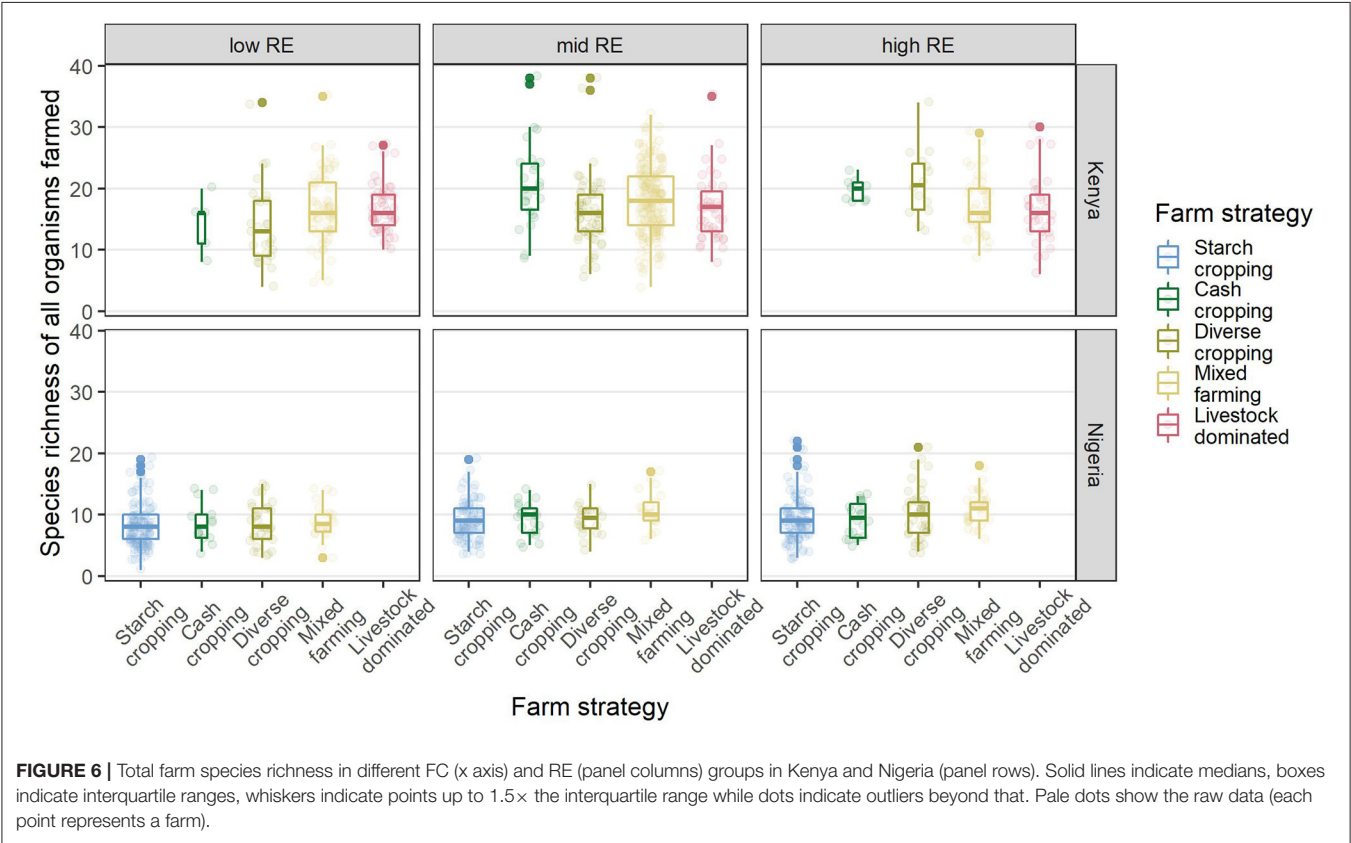 low RE
mid RE
high RE
Species richness of all organisms farmed
40
30
20
10
0
Kenya
40
30
20
10
0
Nigeria
Starch
cropping
Cash
cropping
Diverse
cropping
Mixed
farming
Livestock
dominated
Starch
cropping
Cash
cropping
Diverse
cropping
Mixed
farming
Livestock
dominated
Starch
cropping
Cash
cropping
Diverse
cropping
Mixed
farming
Livestock
dominated
Farm strategy
Farm strategy
Starch
cropping
Cash
cropping
Diverse
cropping
Mixed
farming
Livestock
dominated
FIGURE 6 | Total farm species richness in different FC (x axis) and RE (panel columns) groups in Kenya and Nigeria (panel rows). Solid lines indicate medians, boxes
indicate interquartile ranges, whiskers indicate points up to 1.5× the interquartile range while dots indicate outliers beyond that. Pale dots show the raw data (each
point represents a farm).